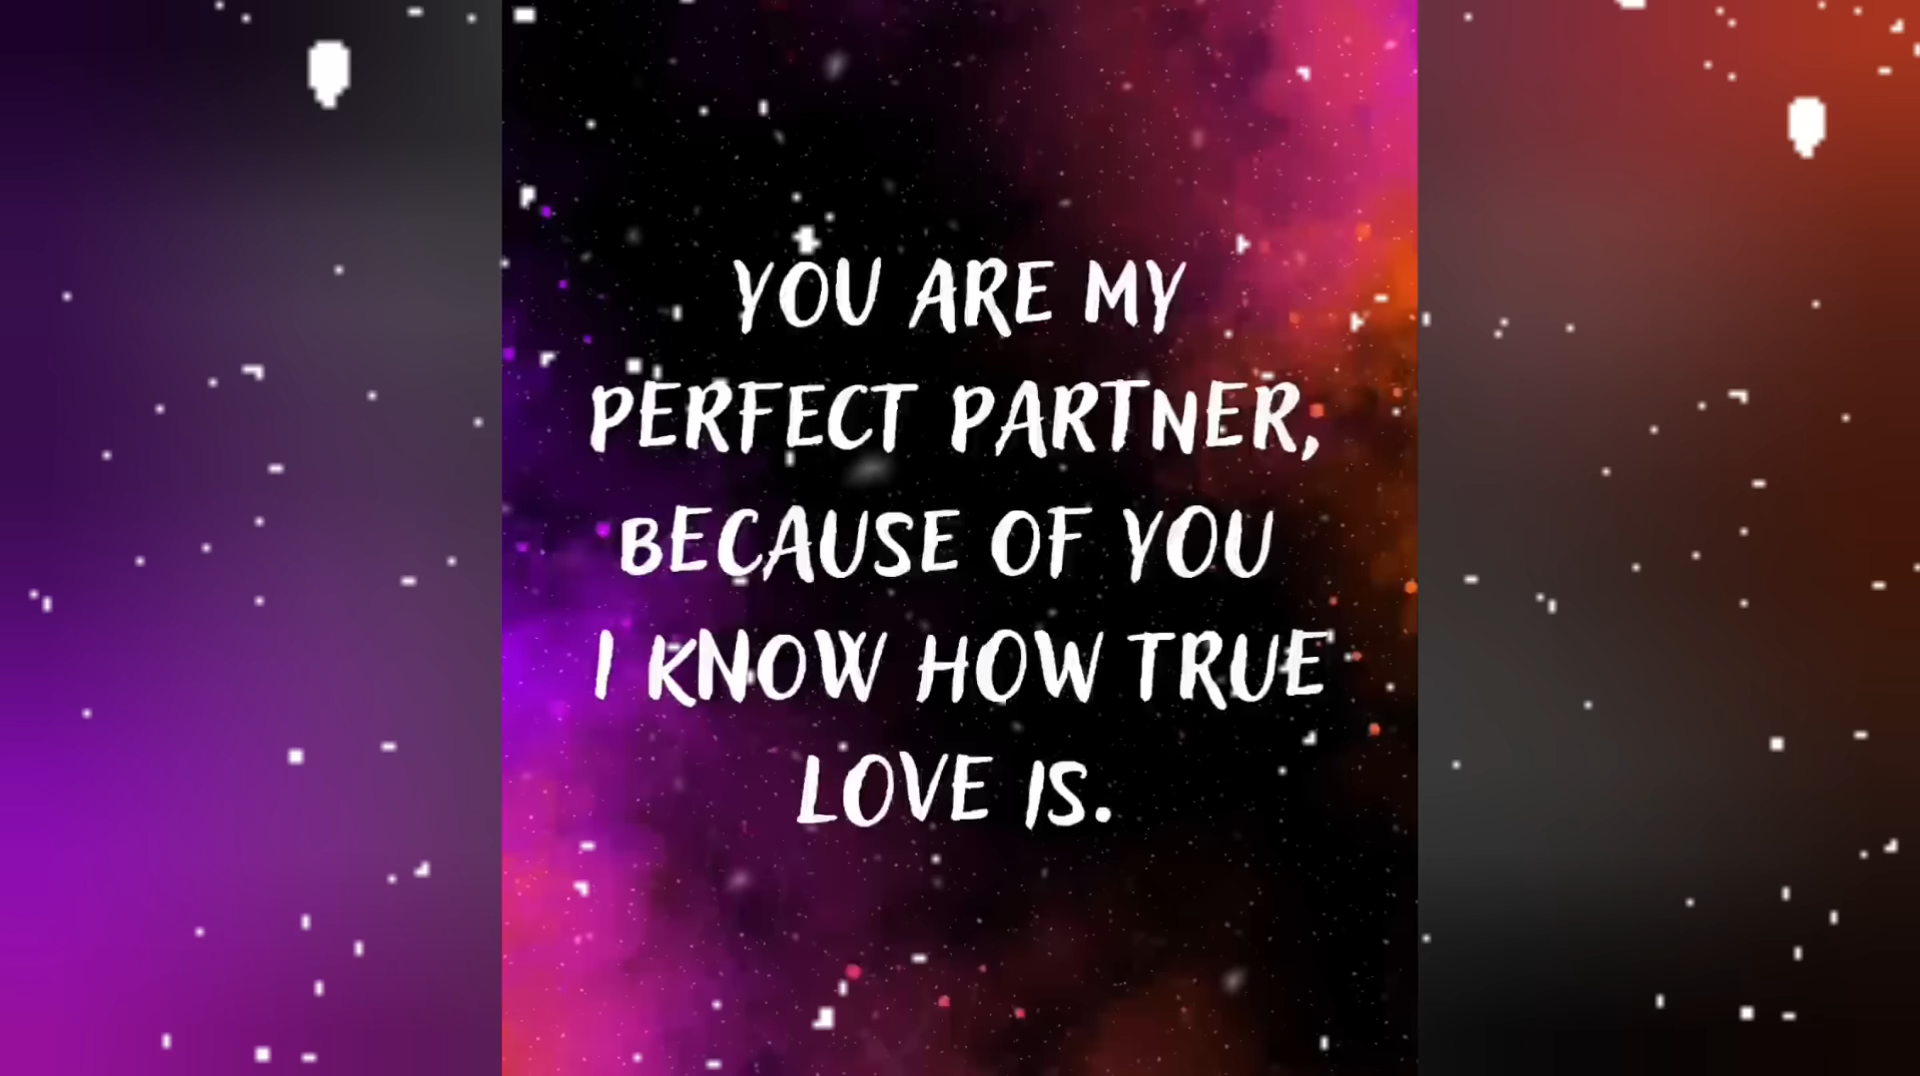 YOU ARE MY
PERFECT PARTNER,
BECAUSE OF YOU
I KNOW HOW TRUE
LOVE IS.